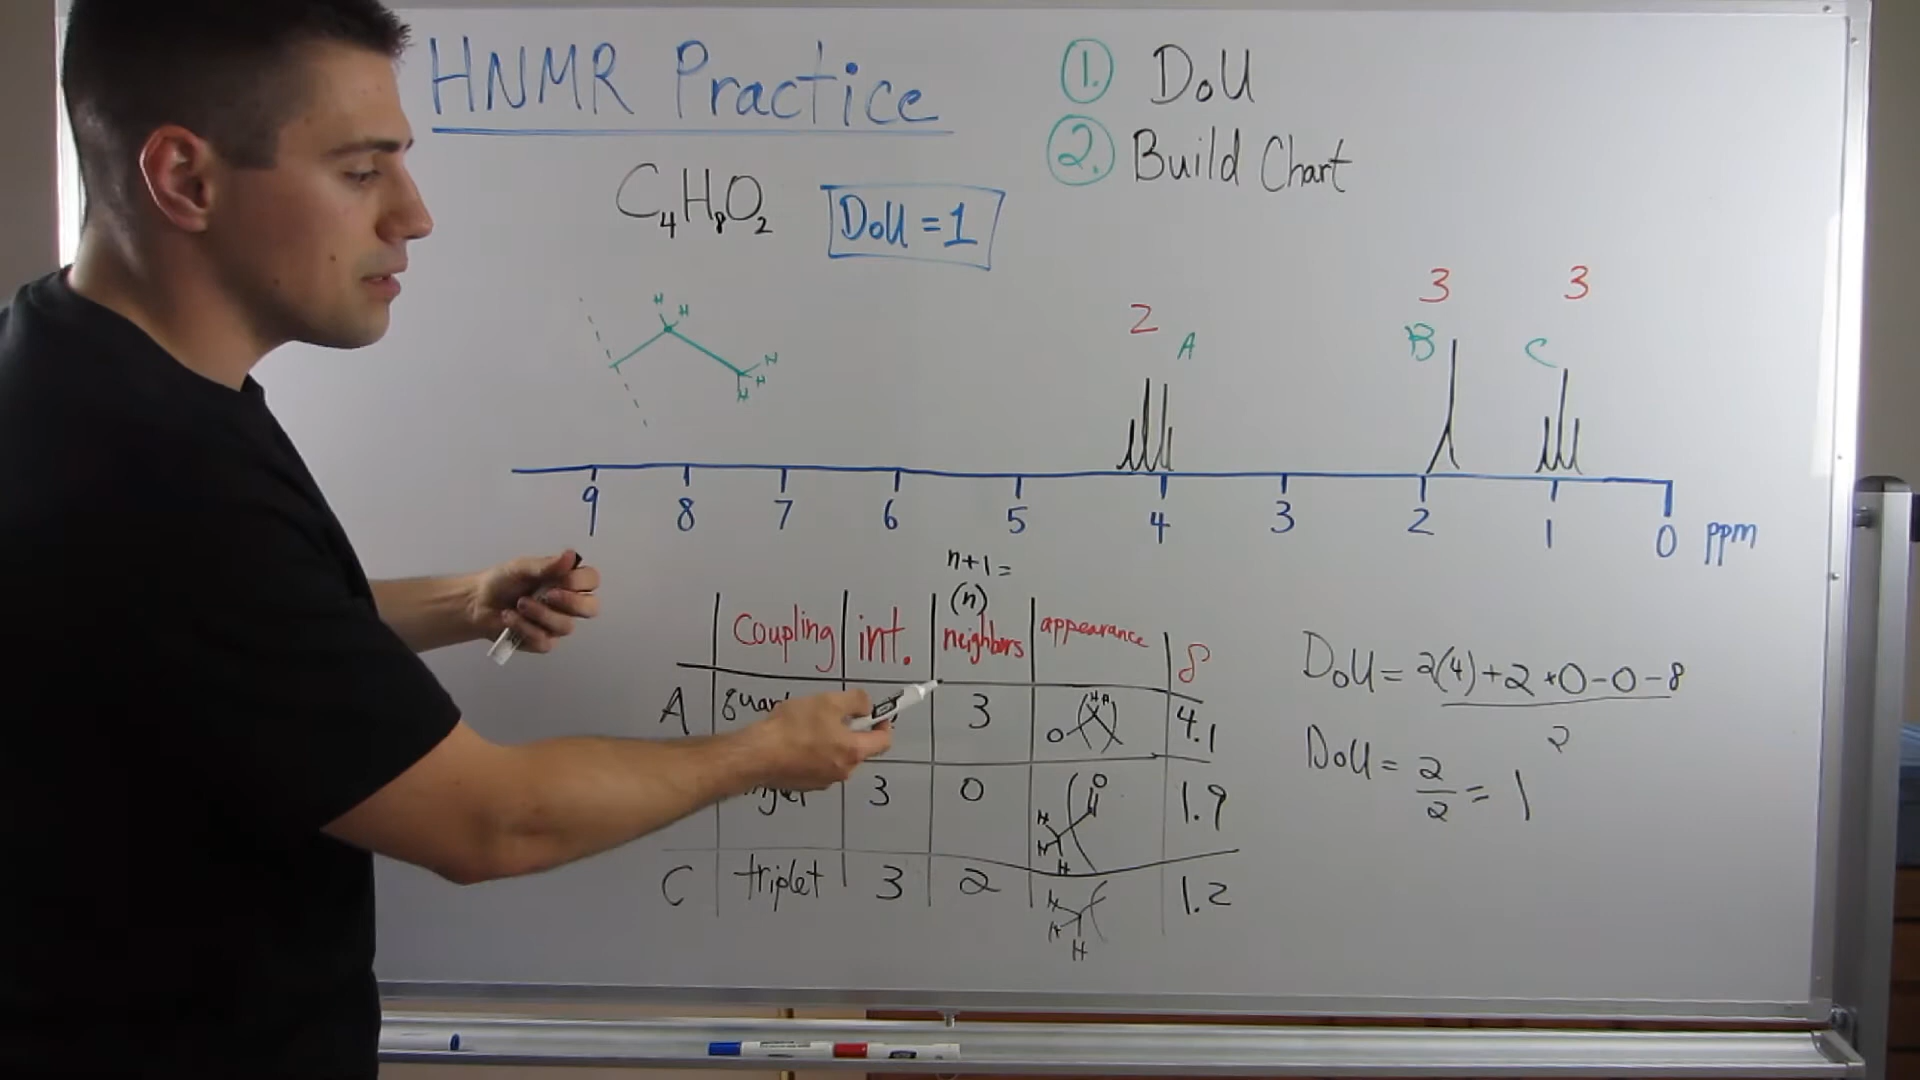 HNMR Practice
1. DoU
2. Build Chart
C4H8O2
DoU = 1
H
H
H
H
H
2
A
3
B
3
C
9 8 7 6 5 4 3 2 1 0 ppm
n+1 =
(n)
coupling int. neighbors appearance δ
A 3 O H H 4.1
3 0 H H H O 1.9
C triplet 3 2 H H H 1.2
DoU = 2(4)+2+0-0-8
2
DoU = 2 = 1
2